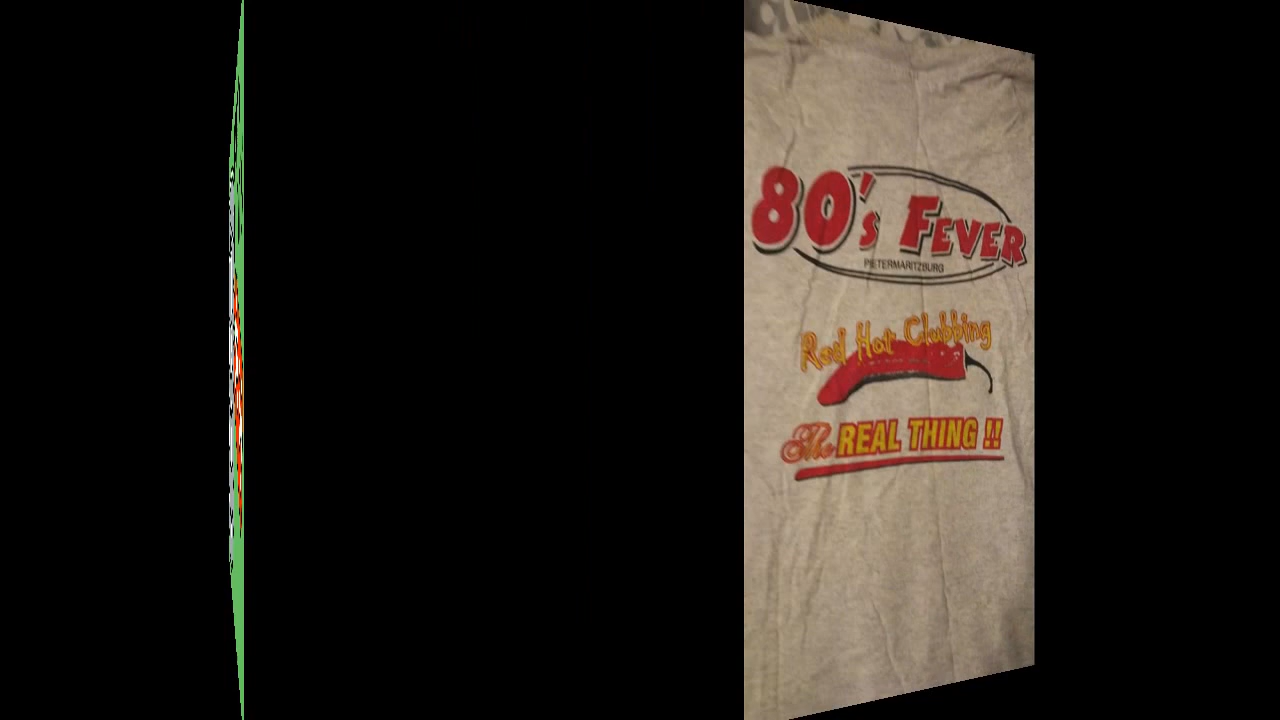 80's FEVER
PIETERMARITZBURG
Red Hot Clubbing
The REAL THING !!